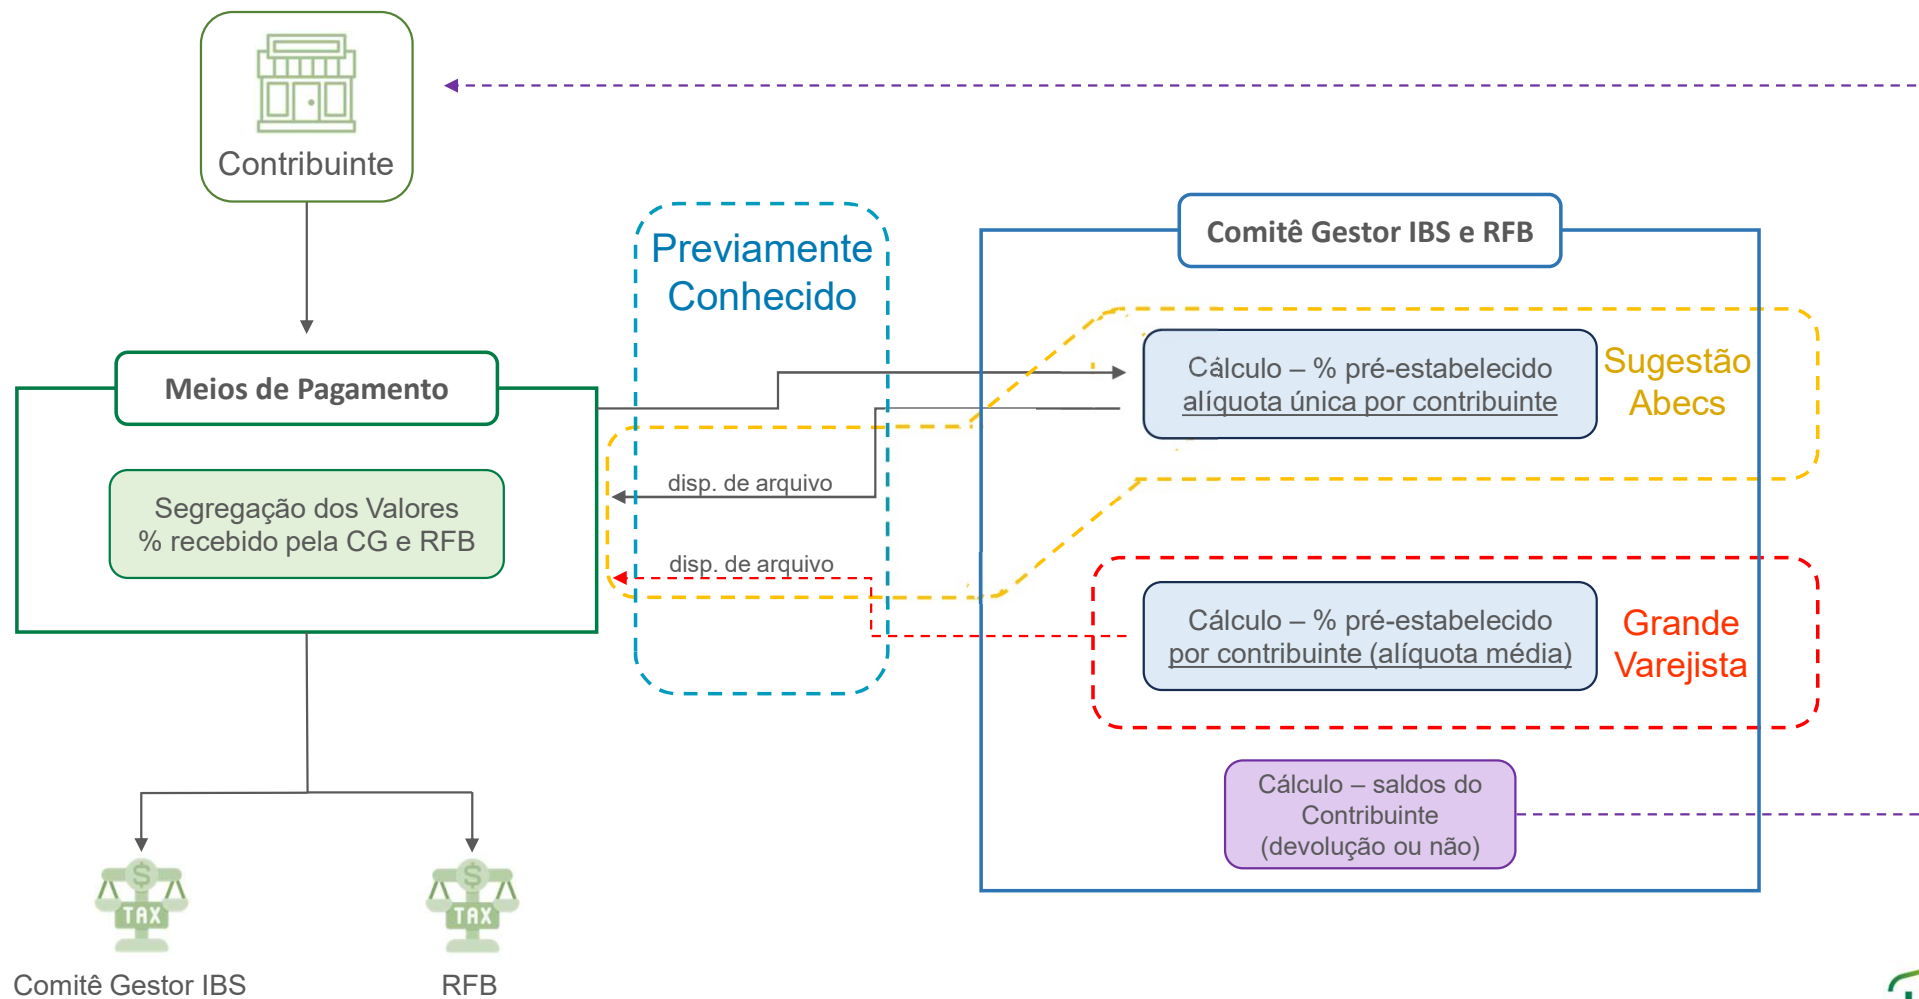 Contribuinte
Previamente
Conhecido
Comitê Gestor IBS e RFB
Meios de Pagamento
Cálculo – % pré-estabelecido
alíquota única por contribuinte
Sugestão
Abecs
Segregação dos Valores
% recebido pela CG e RFB
disp. de arquivo
disp. de arquivo
Cálculo – % pré-estabelecido
por contribuinte (alíquota média)
Grande
Varejista
Cálculo – saldos do
Contribuinte
(devolução ou não)
$
TAX
$
TAX
Comitê Gestor IBS
RFB